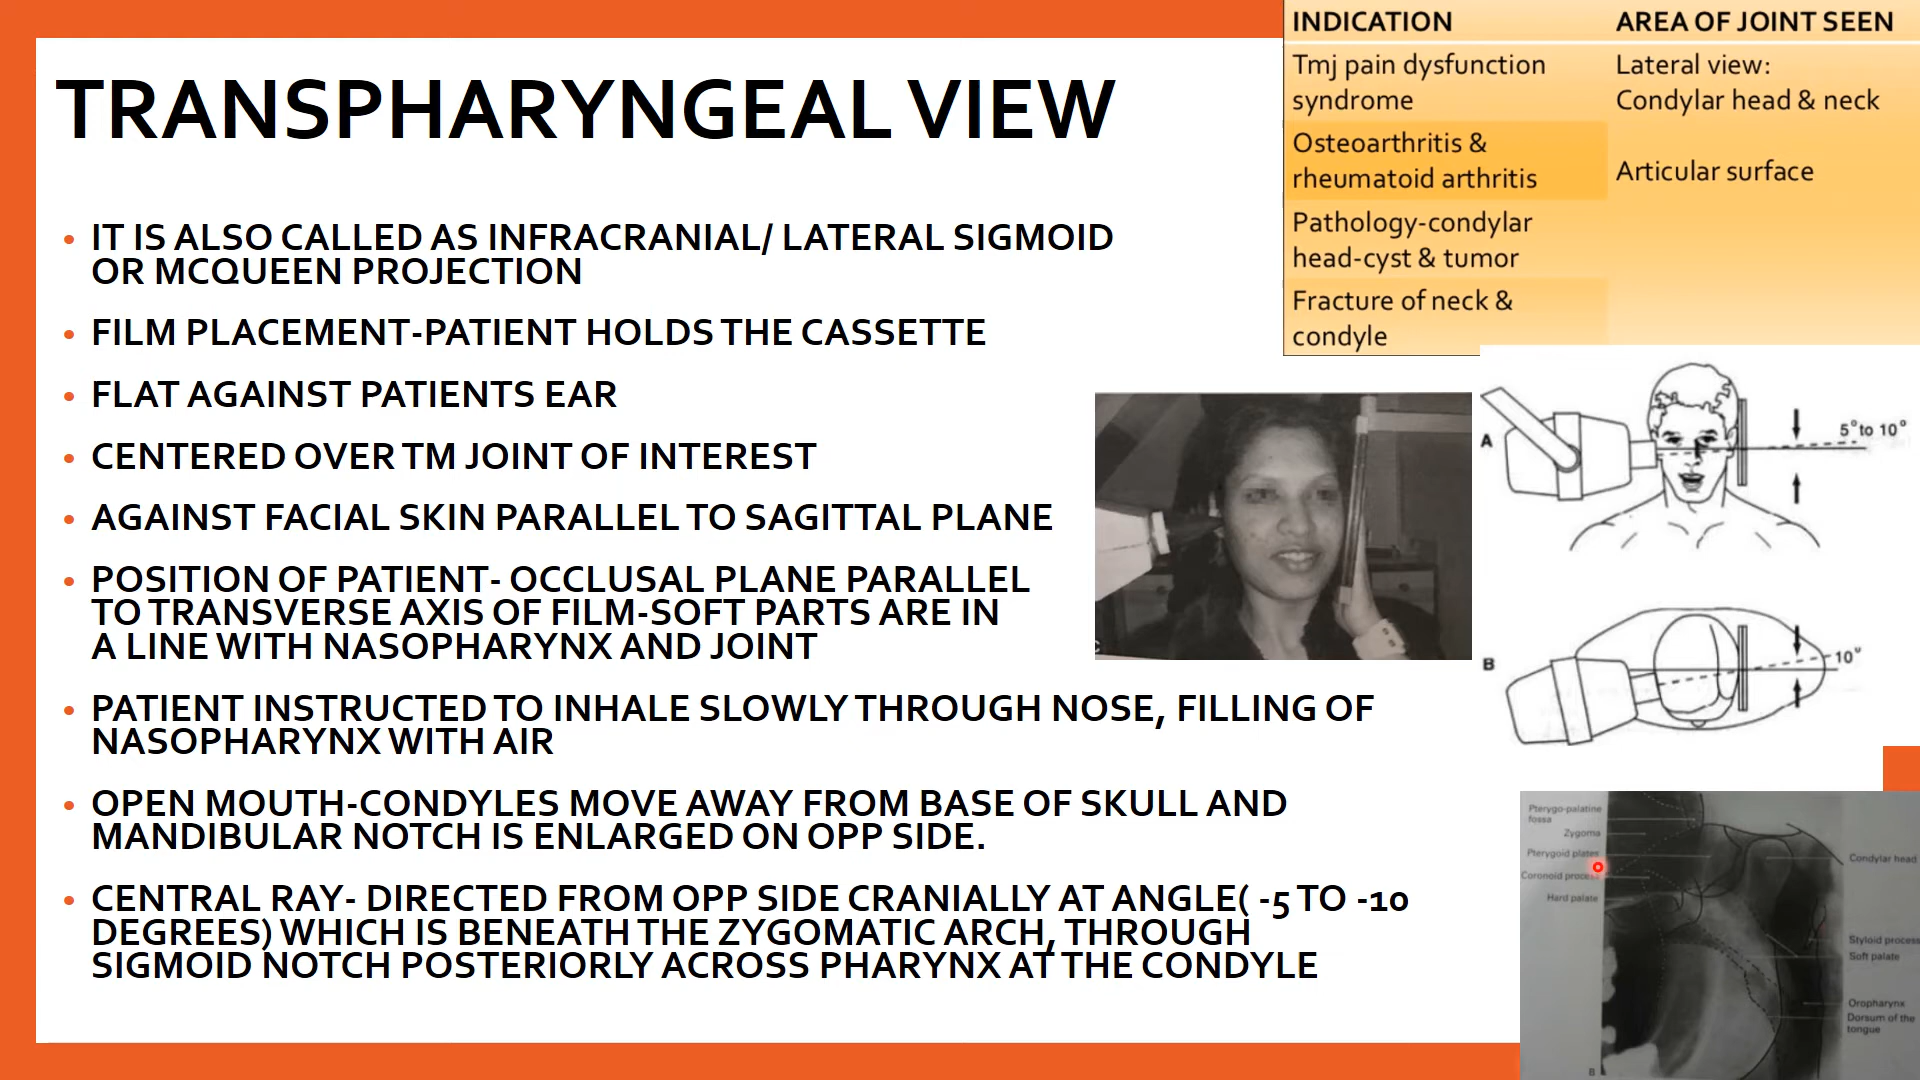 TRANSPHARYNGEAL VIEW
• IT IS ALSO CALLED AS INFRACRANIAL/ LATERAL SIGMOID
OR MCQUEEN PROJECTION
• FILM PLACEMENT-PATIENT HOLDS THE CASSETTE
• FLAT AGAINST PATIENTS EAR
• CENTERED OVER TM JOINT OF INTEREST
• AGAINST FACIAL SKIN PARALLEL TO SAGITTAL PLANE
• POSITION OF PATIENT- OCCLUSAL PLANE PARALLEL
TO TRANSVERSE AXIS OF FILM-SOFT PARTS ARE IN
A LINE WITH NASOPHARYNX AND JOINT
• PATIENT INSTRUCTED TO INHALE SLOWLY THROUGH NOSE, FILLING OF
NASOPHARYNX WITH AIR
• OPEN MOUTH-CONDYLES MOVE AWAY FROM BASE OF SKULL AND
MANDIBULAR NOTCH IS ENLARGED ON OPP SIDE.
• CENTRAL RAY- DIRECTED FROM OPP SIDE CRANIALLY AT ANGLE( -5 TO -10
DEGREES) WHICH IS BENEATH THE ZYGOMATIC ARCH, THROUGH
SIGMOID NOTCH POSTERIORLY ACROSS PHARYNX AT THE CONDYLE
INDICATION AREA OF JOINT SEEN
Tmj pain dysfunction Lateral view:
syndrome Condylar head & neck
Osteoarthritis &
rheumatoid arthritis Articular surface
Pathology-condylar
head-cyst & tumor
Fracture of neck &
condyle
A
5° to 10°
B
10°
C
Pterygo-palatine
fossa
Zygoma
Pterygoid plates
Coronoid process
Hard palate
Condylar head
Styloid process
Soft palate
Oropharynx
Dorsum of the
tongue
B